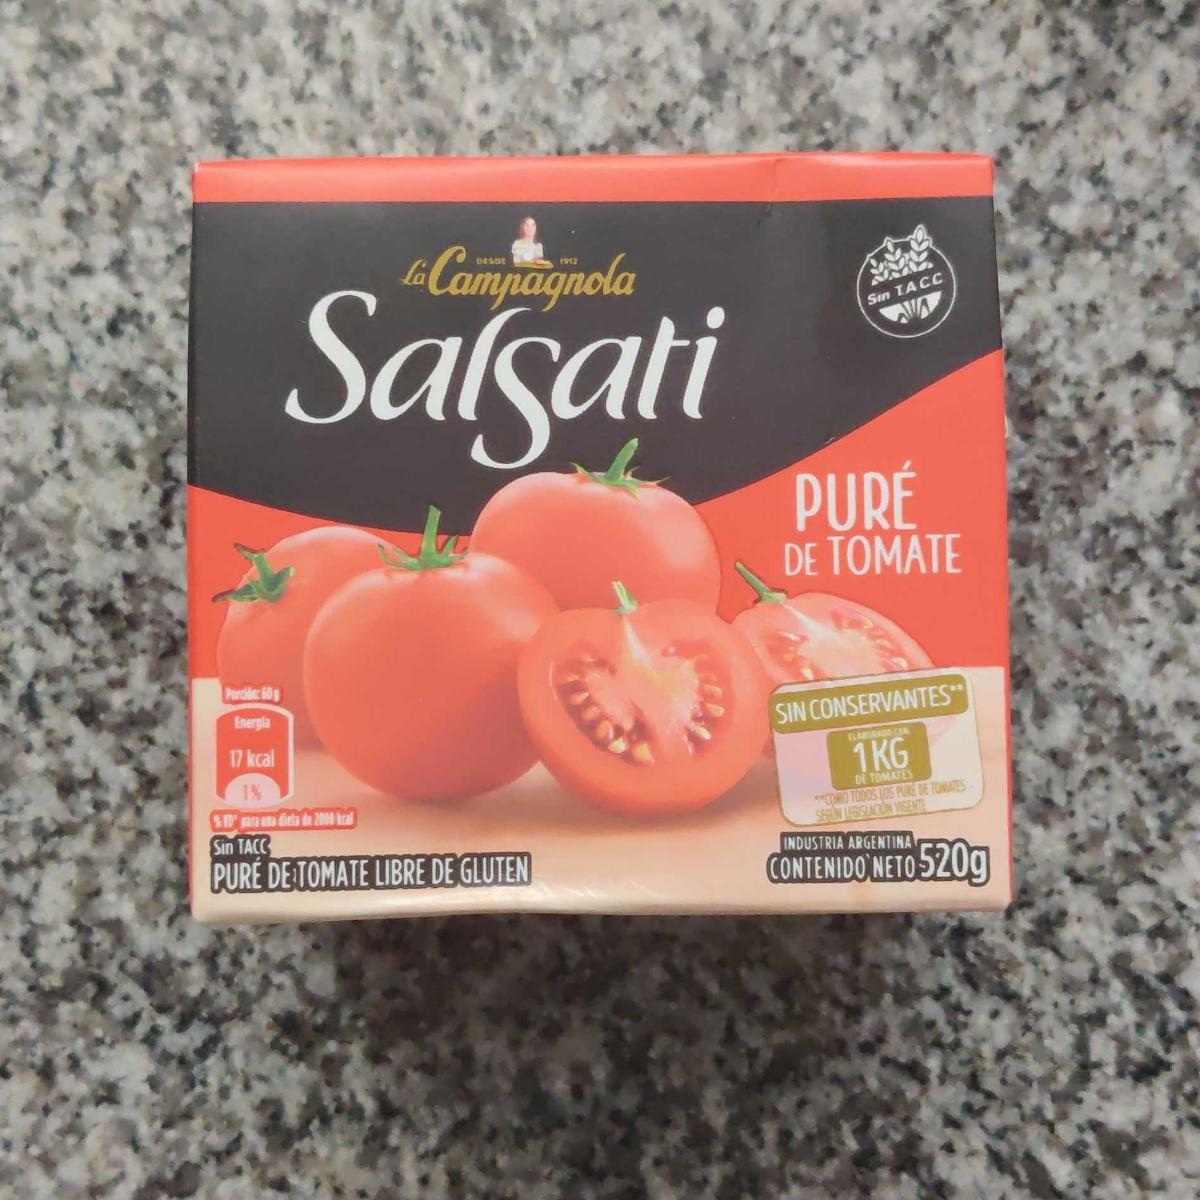 DESDE 1912
La Campagnola
Salsati
Sin T.A.C.C.
PURÉ
DE TOMATE
Porción: 60 g
Energía
17 kcal
1%
% VD* para una dieta de 2000 kcal
Sin TACC
PURÉ DE TOMATE LIBRE DE GLUTEN
SIN CONSERVANTES**
ELABORADO CON
1 KG
DE TOMATES
**COMO TODOS LOS PURÉ DE TOMATES
SEGÚN LEGISLACIÓN VIGENTE
INDUSTRIA ARGENTINA
CONTENIDO NETO 520g